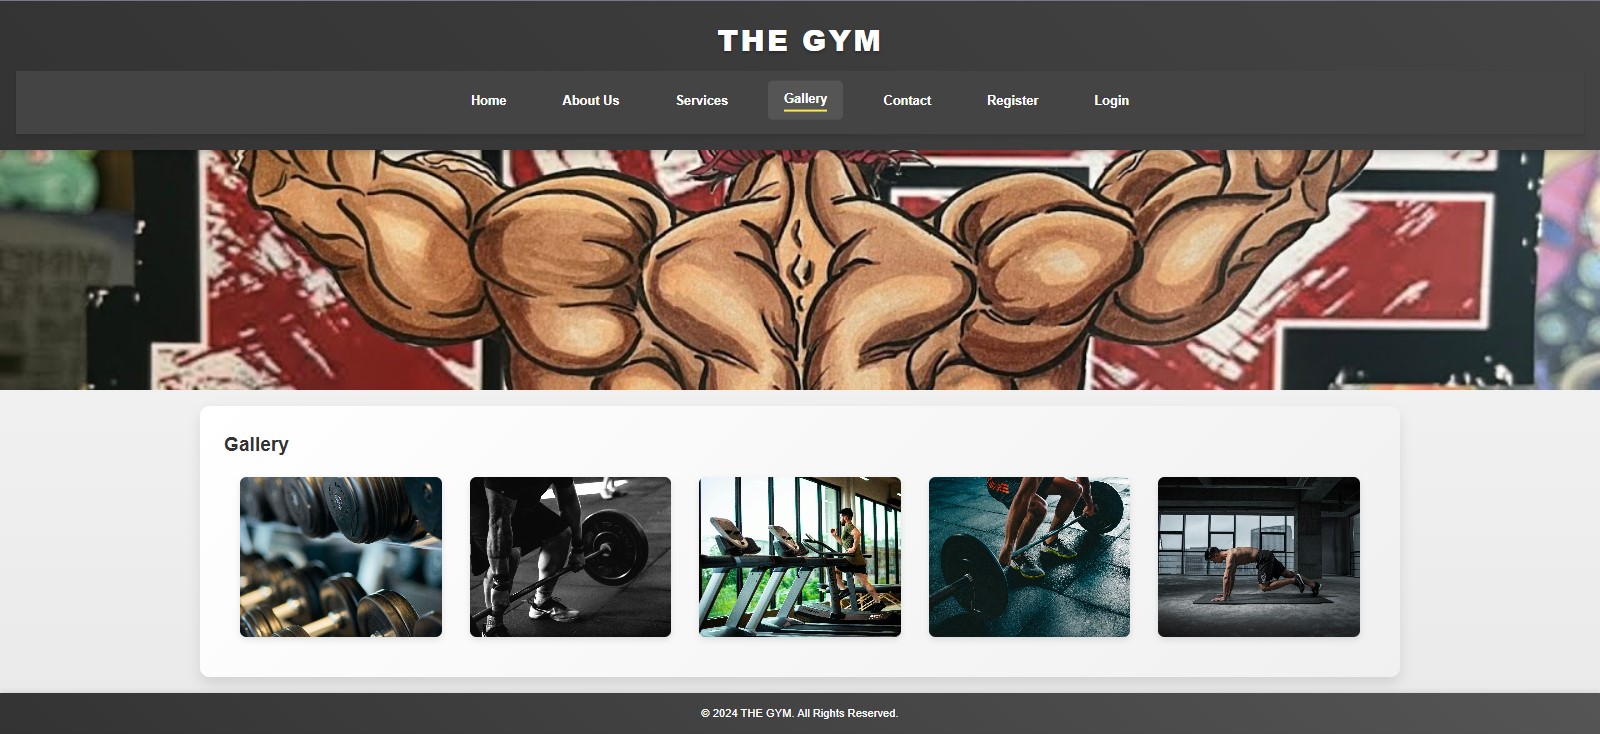 THE GYM
Home About Us Services Gallery Contact Register Login
Gallery
© 2024 THE GYM. All Rights Reserved.